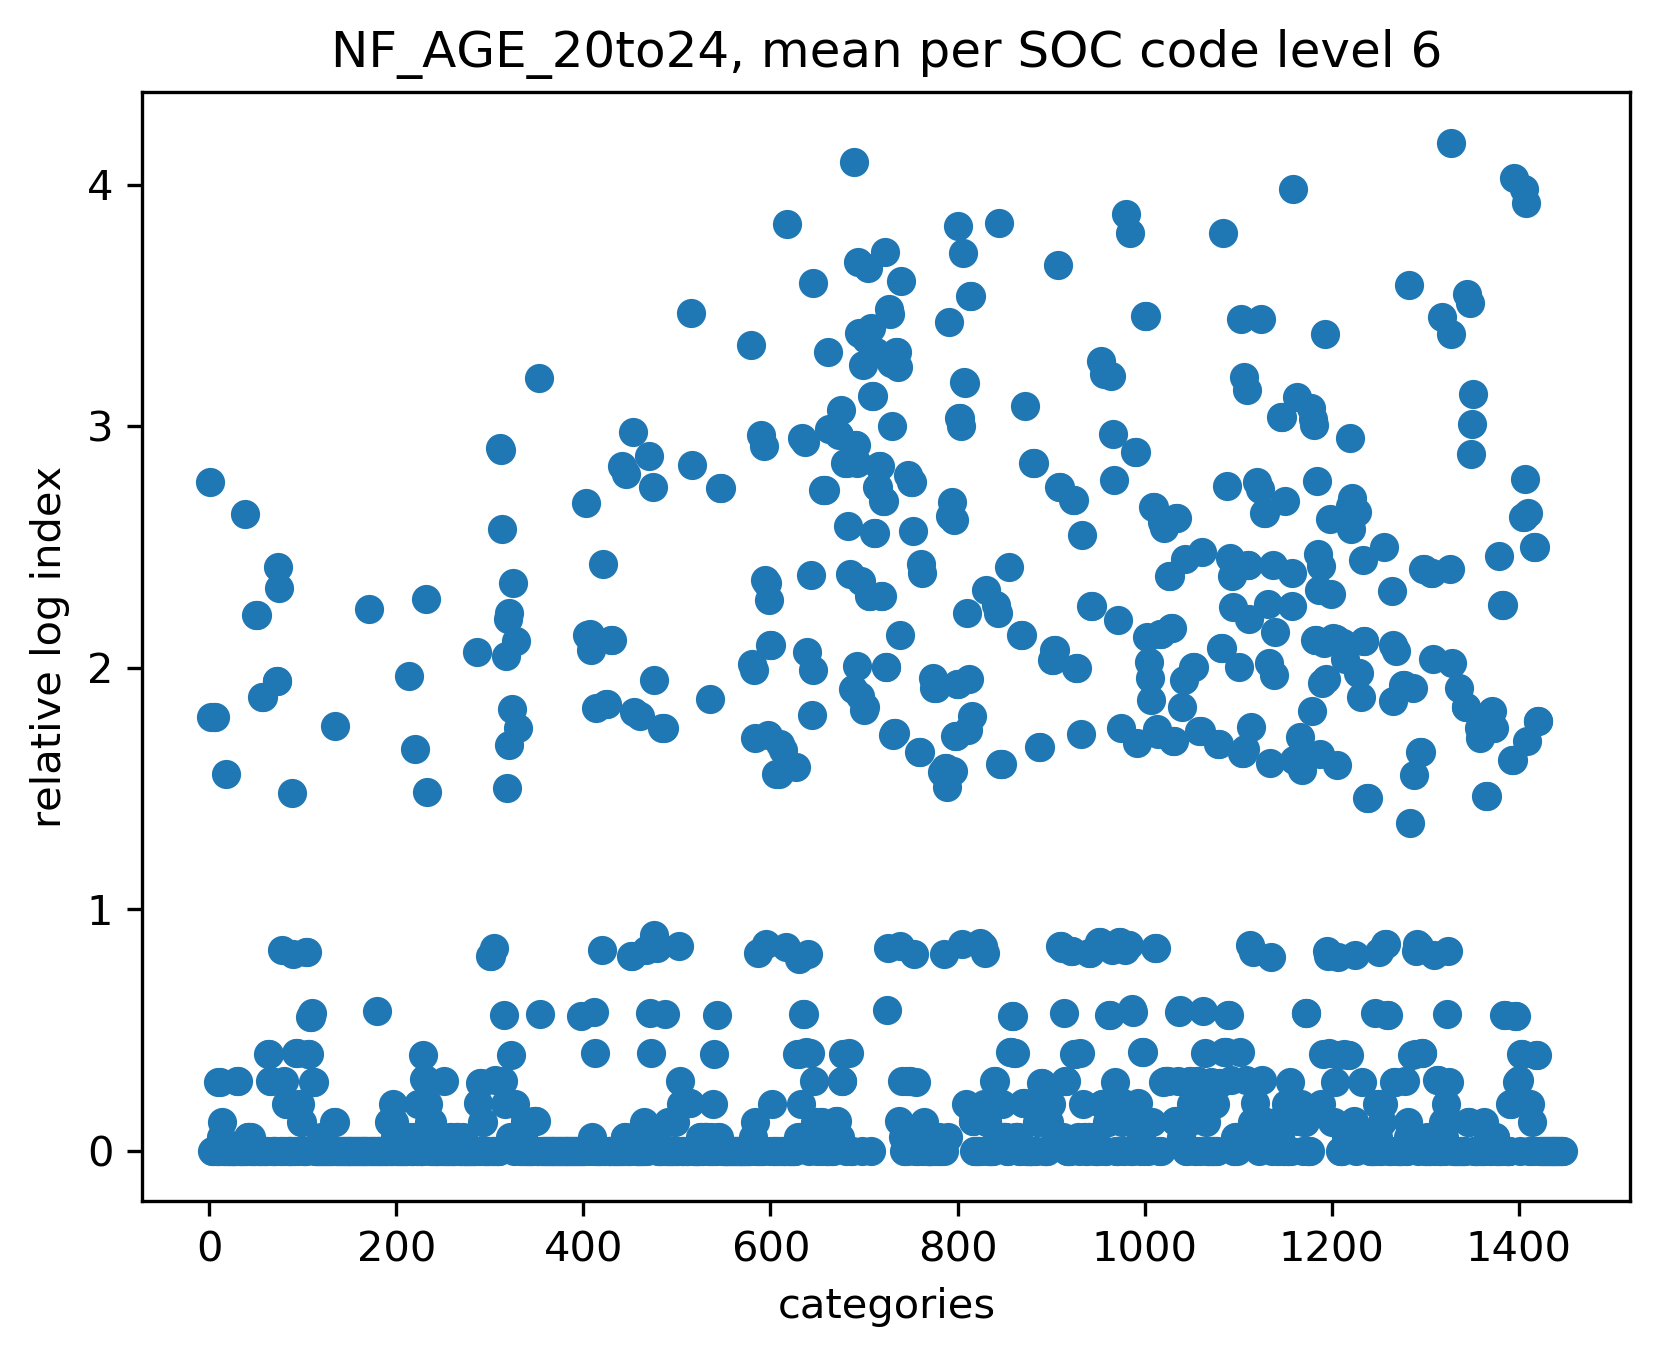 NF_AGE_20to24, mean per SOC code level 6
relative log index
4
3
2
1
0
0 200 400 600 800 1000 1200 1400
categories